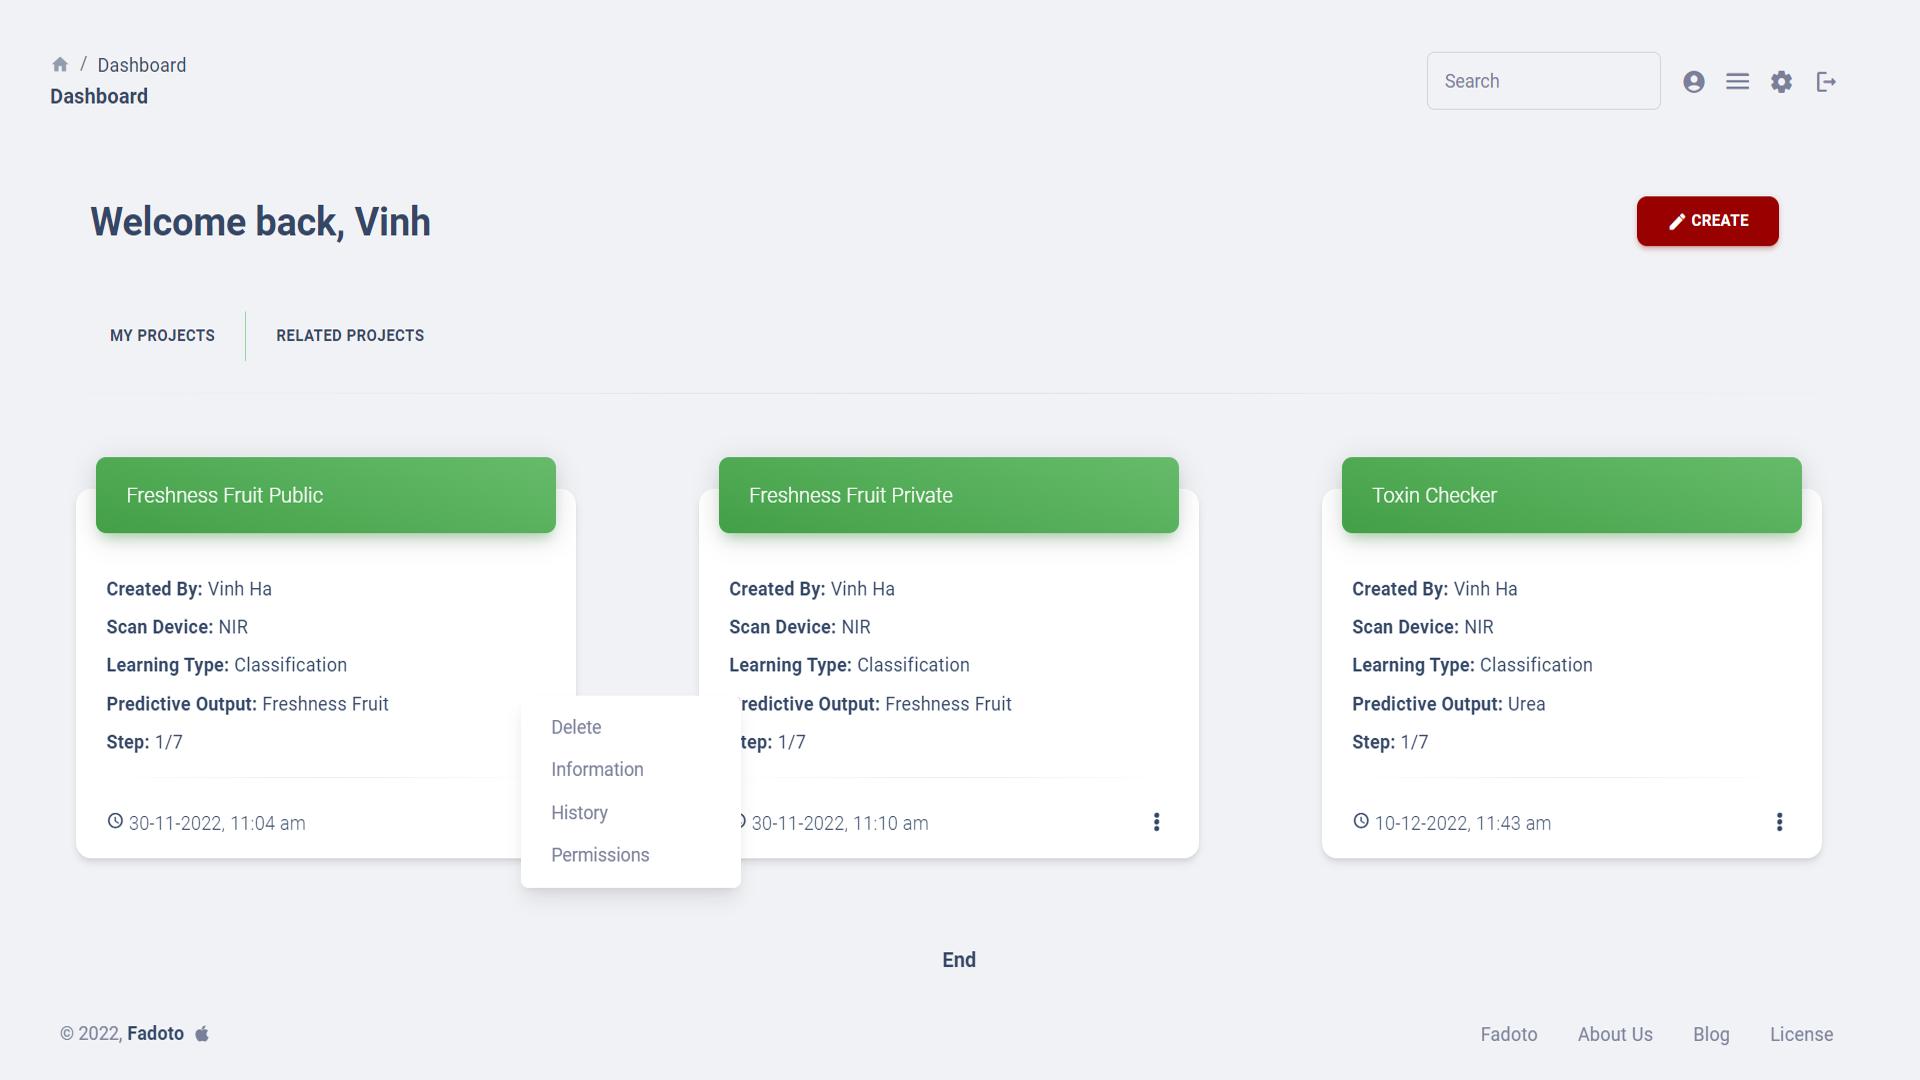 / Dashboard
Dashboard
Search
Welcome back, Vinh
CREATE
MY PROJECTS
RELATED PROJECTS
Freshness Fruit Public
Created By: Vinh Ha
Scan Device: NIR
Learning Type: Classification
Predictive Output: Freshness Fruit
Step: 1/7
30-11-2022, 11:04 am
Delete
Information
History
Permissions
Freshness Fruit Private
Created By: Vinh Ha
Scan Device: NIR
Learning Type: Classification
redictive Output: Freshness Fruit
tep: 1/7
30-11-2022, 11:10 am
Toxin Checker
Created By: Vinh Ha
Scan Device: NIR
Learning Type: Classification
Predictive Output: Urea
Step: 1/7
10-12-2022, 11:43 am
End
© 2022, Fadoto
Fadoto
About Us
Blog
License